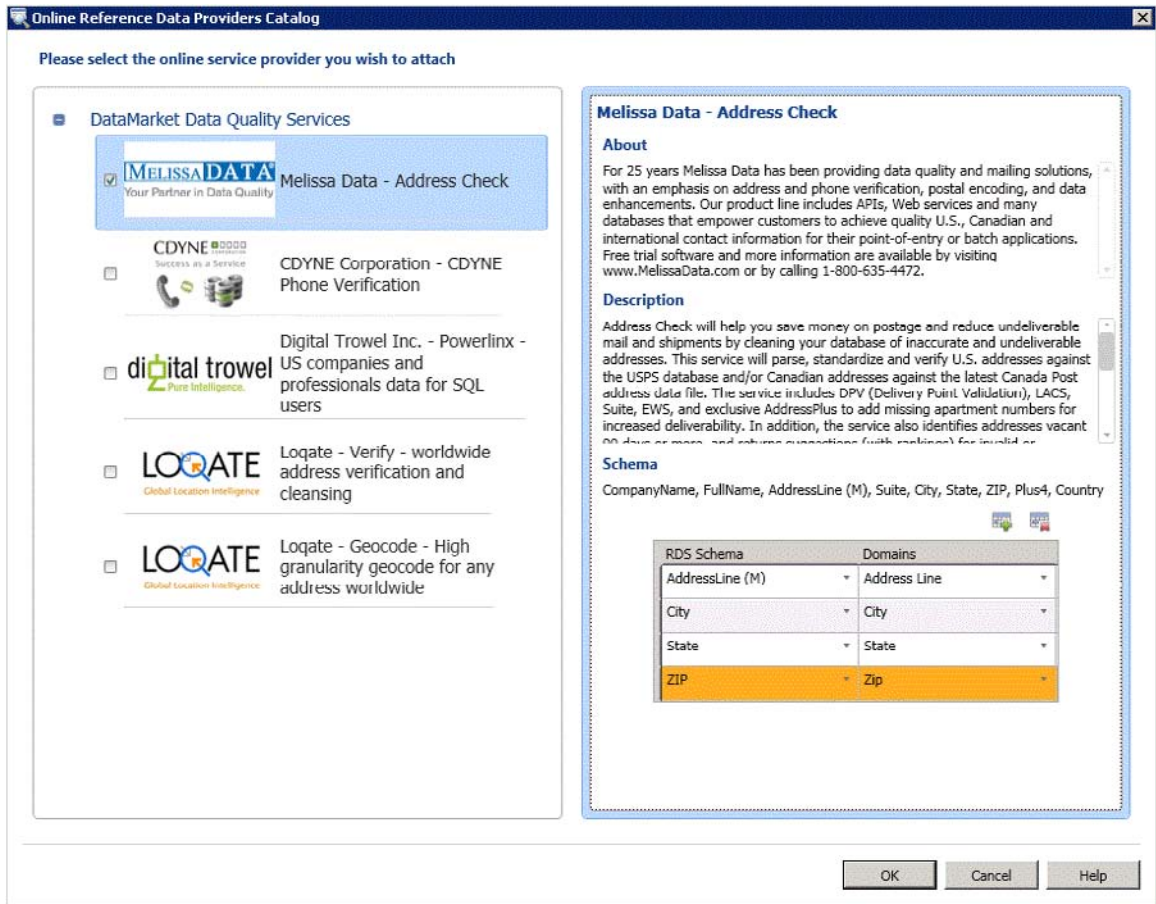 Online Reference Data Providers Catalog
Please select the online service provider you wish to attach
DataMarket Data Quality Services
MELISSA DATA
Your Partner in Data Quality
Melissa Data - Address Check
CDYNE CORPORATION
Success as a Service
CDYNE Corporation - CDYNE
Phone Verification
digital trowel
Pure Intelligence.
Digital Trowel Inc. - Powerlinx -
US companies and
professionals data for SQL
users
LOQATE
Global Location Intelligence
Loqate - Verify - worldwide
address verification and
cleansing
LOQATE
Global Location Intelligence
Loqate - Geocode - High
granularity geocode for any
address worldwide
Melissa Data - Address Check
About
For 25 years Melissa Data has been providing data quality and mailing solutions,
with an emphasis on address and phone verification, postal encoding, and data
enhancements. Our product line includes APIs, Web services and many
databases that empower customers to achieve quality U.S., Canadian and
international contact information for their point-of-entry or batch applications.
Free trial software and more information are available by visiting
www.MelissaData.com or by calling 1-800-635-4472.
Description
Address Check will help you save money on postage and reduce undeliverable
mail and shipments by cleaning your database of inaccurate and undeliverable
addresses. This service will parse, standardize and verify U.S. addresses against
the USPS database and/or Canadian addresses against the latest Canada Post
address data file. The service includes DPV (Delivery Point Validation), LACS,
Suite, EWS, and exclusive AddressPlus to add missing apartment numbers for
increased deliverability. In addition, the service also identifies addresses vacant
90 days or more, and returns suggestions (with rankings) for invalid or
Schema
CompanyName, FullName, AddressLine (M), Suite, City, State, ZIP, Plus4, Country
RDS Schema Domains
AddressLine (M) Address Line
City City
State State
ZIP Zip
OK Cancel Help